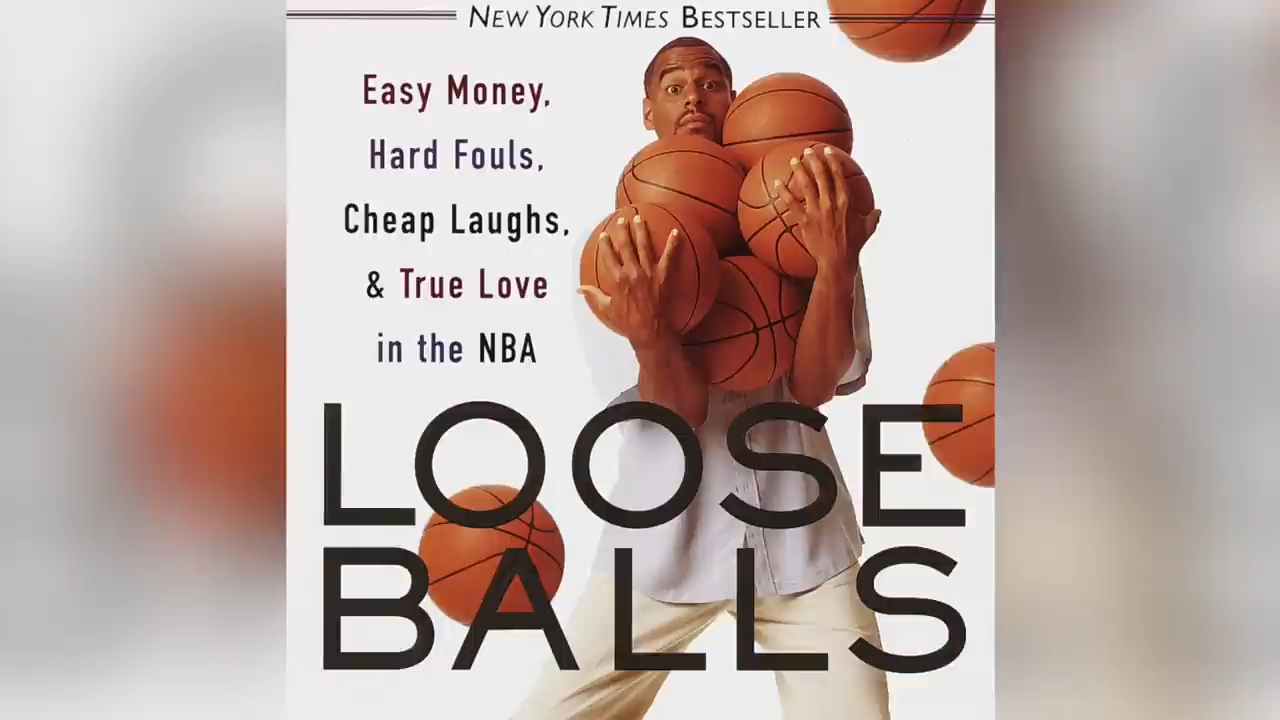 NEW YORK TIMES BESTSELLER
Easy Money,
Hard Fouls,
Cheap Laughs,
& True Love
in the NBA
LOOSE
BALLS